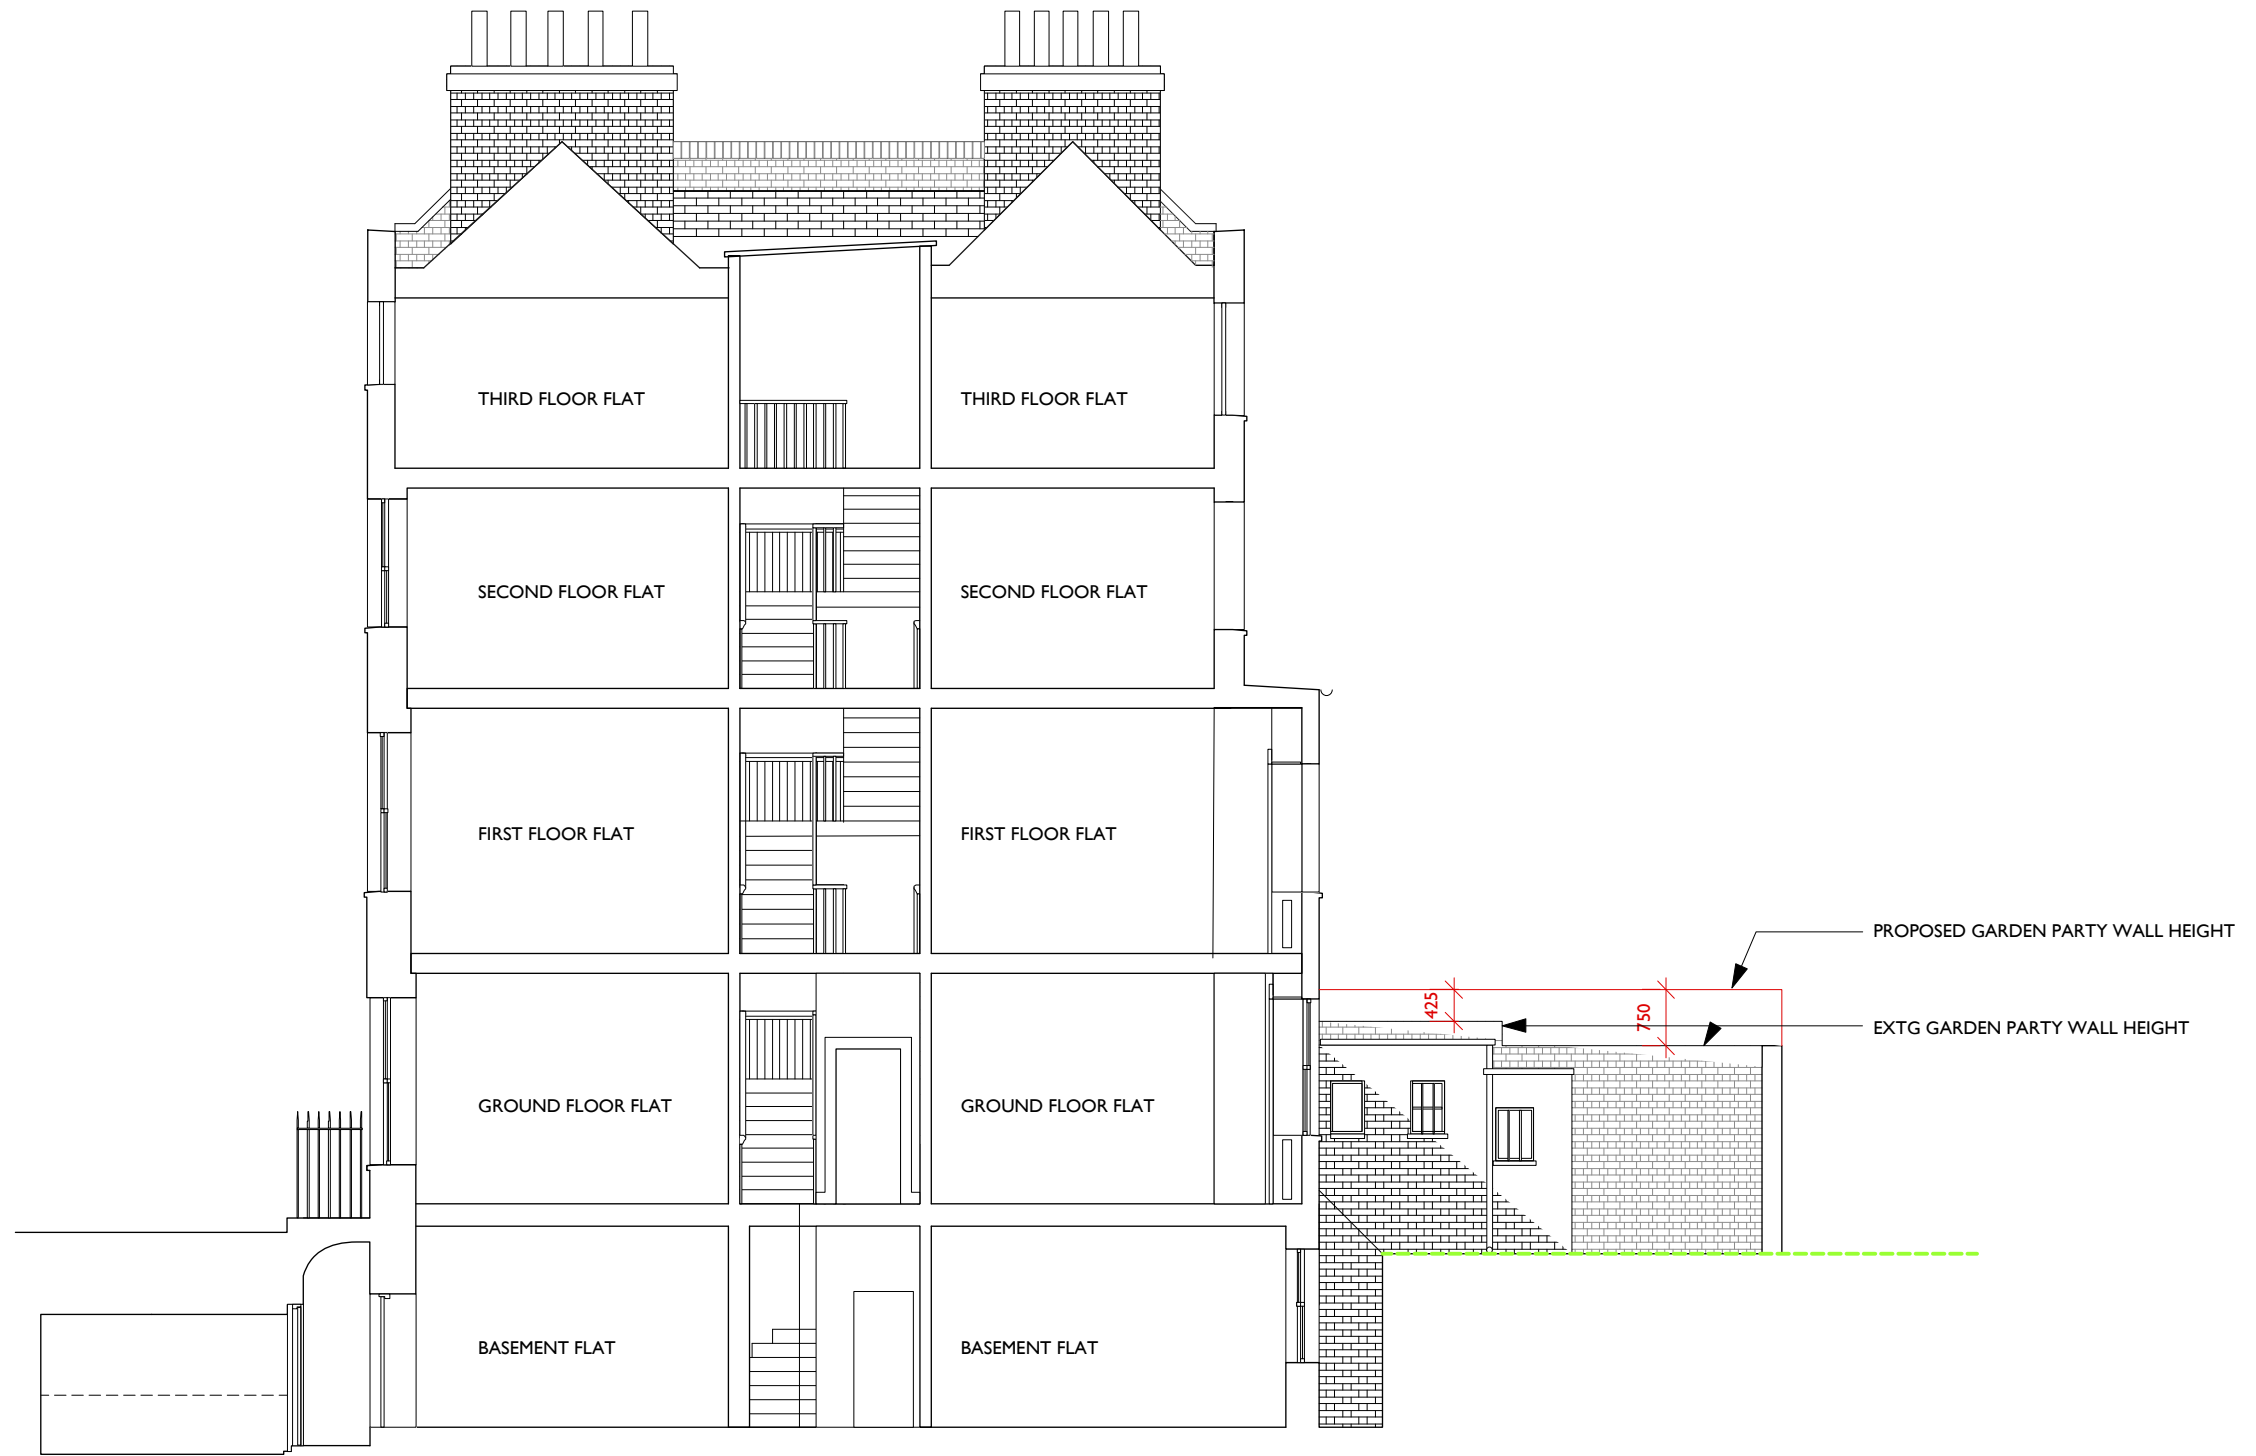 THIRD FLOOR FLAT
THIRD FLOOR FLAT
SECOND FLOOR FLAT
SECOND FLOOR FLAT
FIRST FLOOR FLAT
FIRST FLOOR FLAT
PROPOSED GARDEN PARTY WALL HEIGHT
425
750
EXTG GARDEN PARTY WALL HEIGHT
GROUND FLOOR FLAT
GROUND FLOOR FLAT
BASEMENT FLAT
BASEMENT FLAT